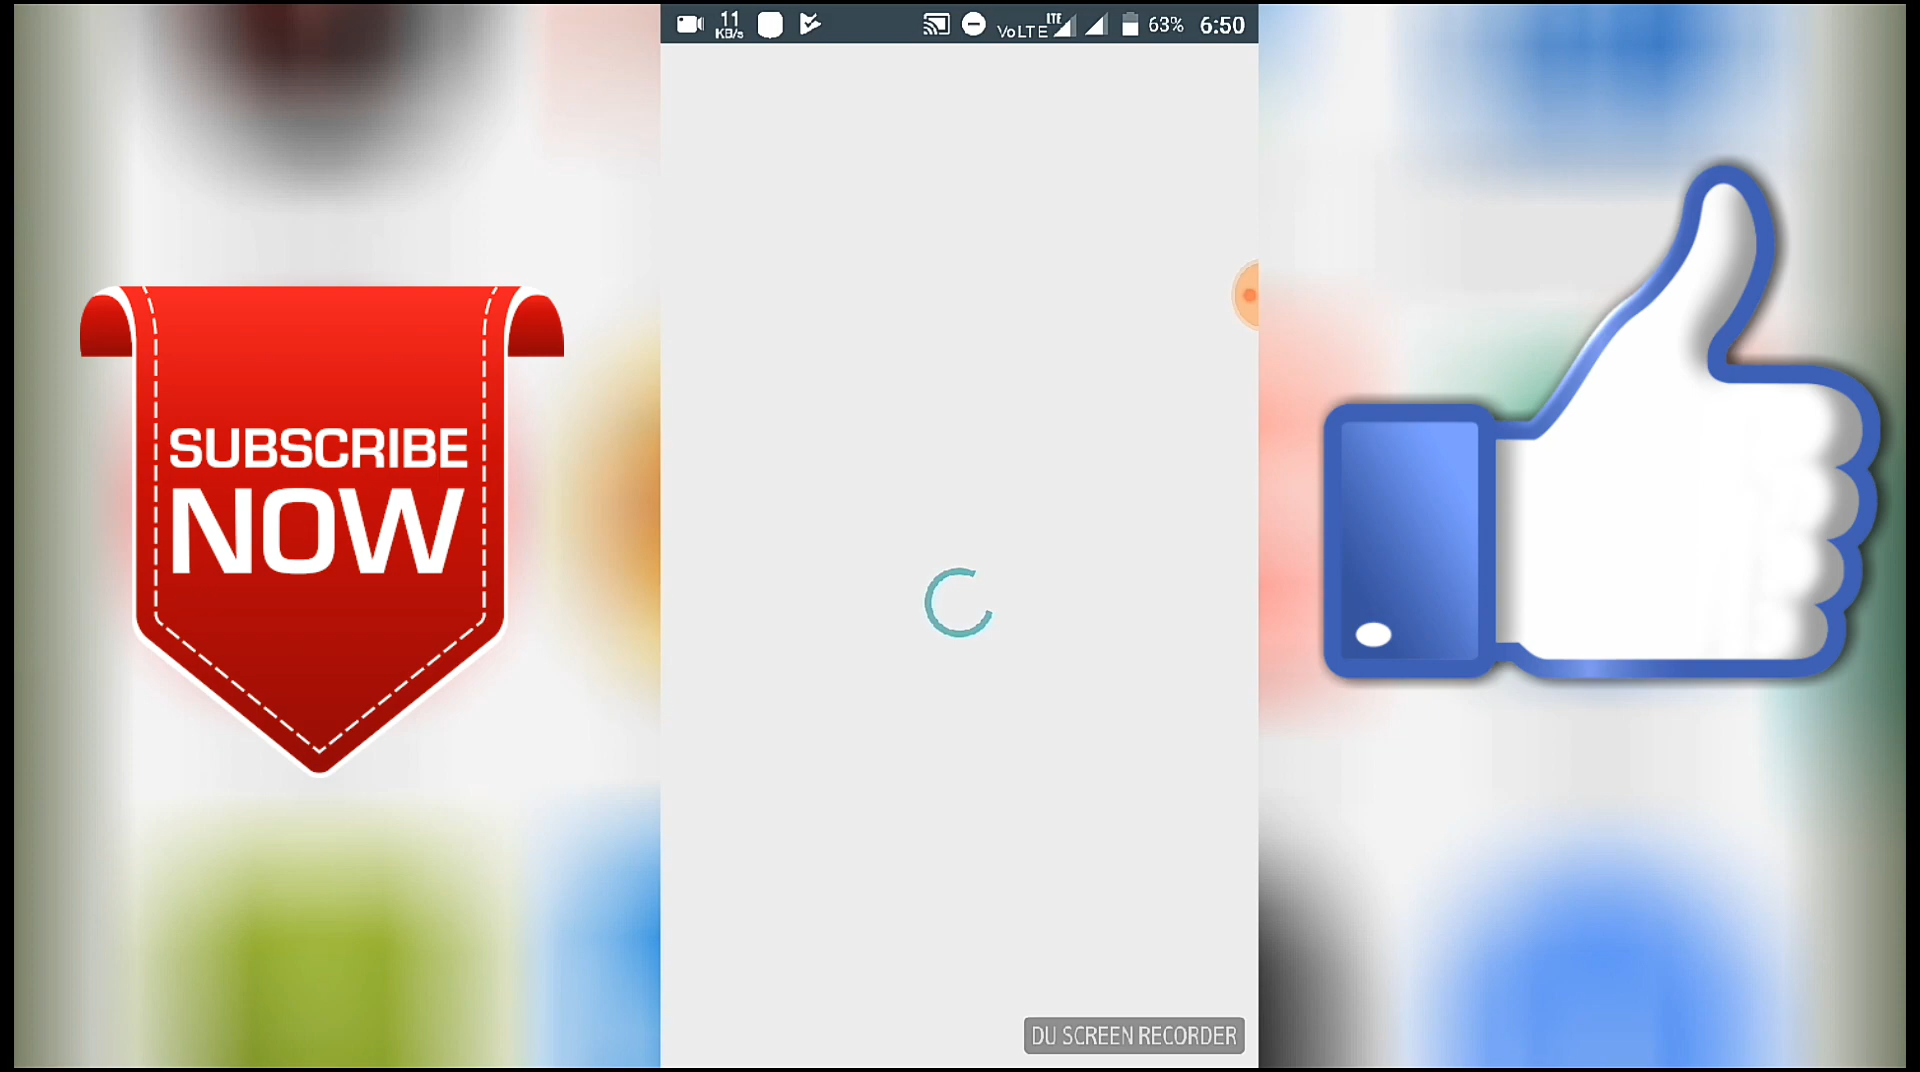 11
KB/s
VoLTE LTE
63%
6:50
SUBSCRIBE
NOW
DU SCREEN RECORDER